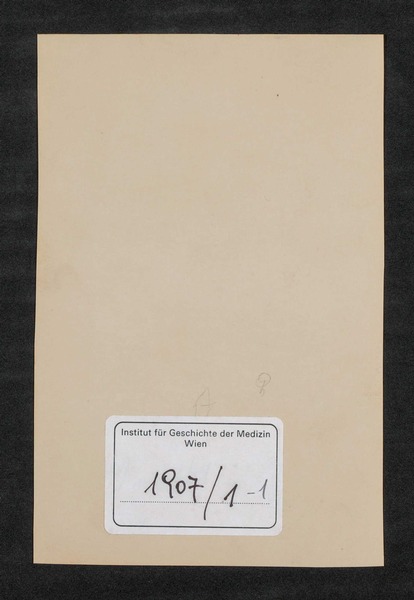 Institut für Geschichte der Medizin
Wien
1907/1-1